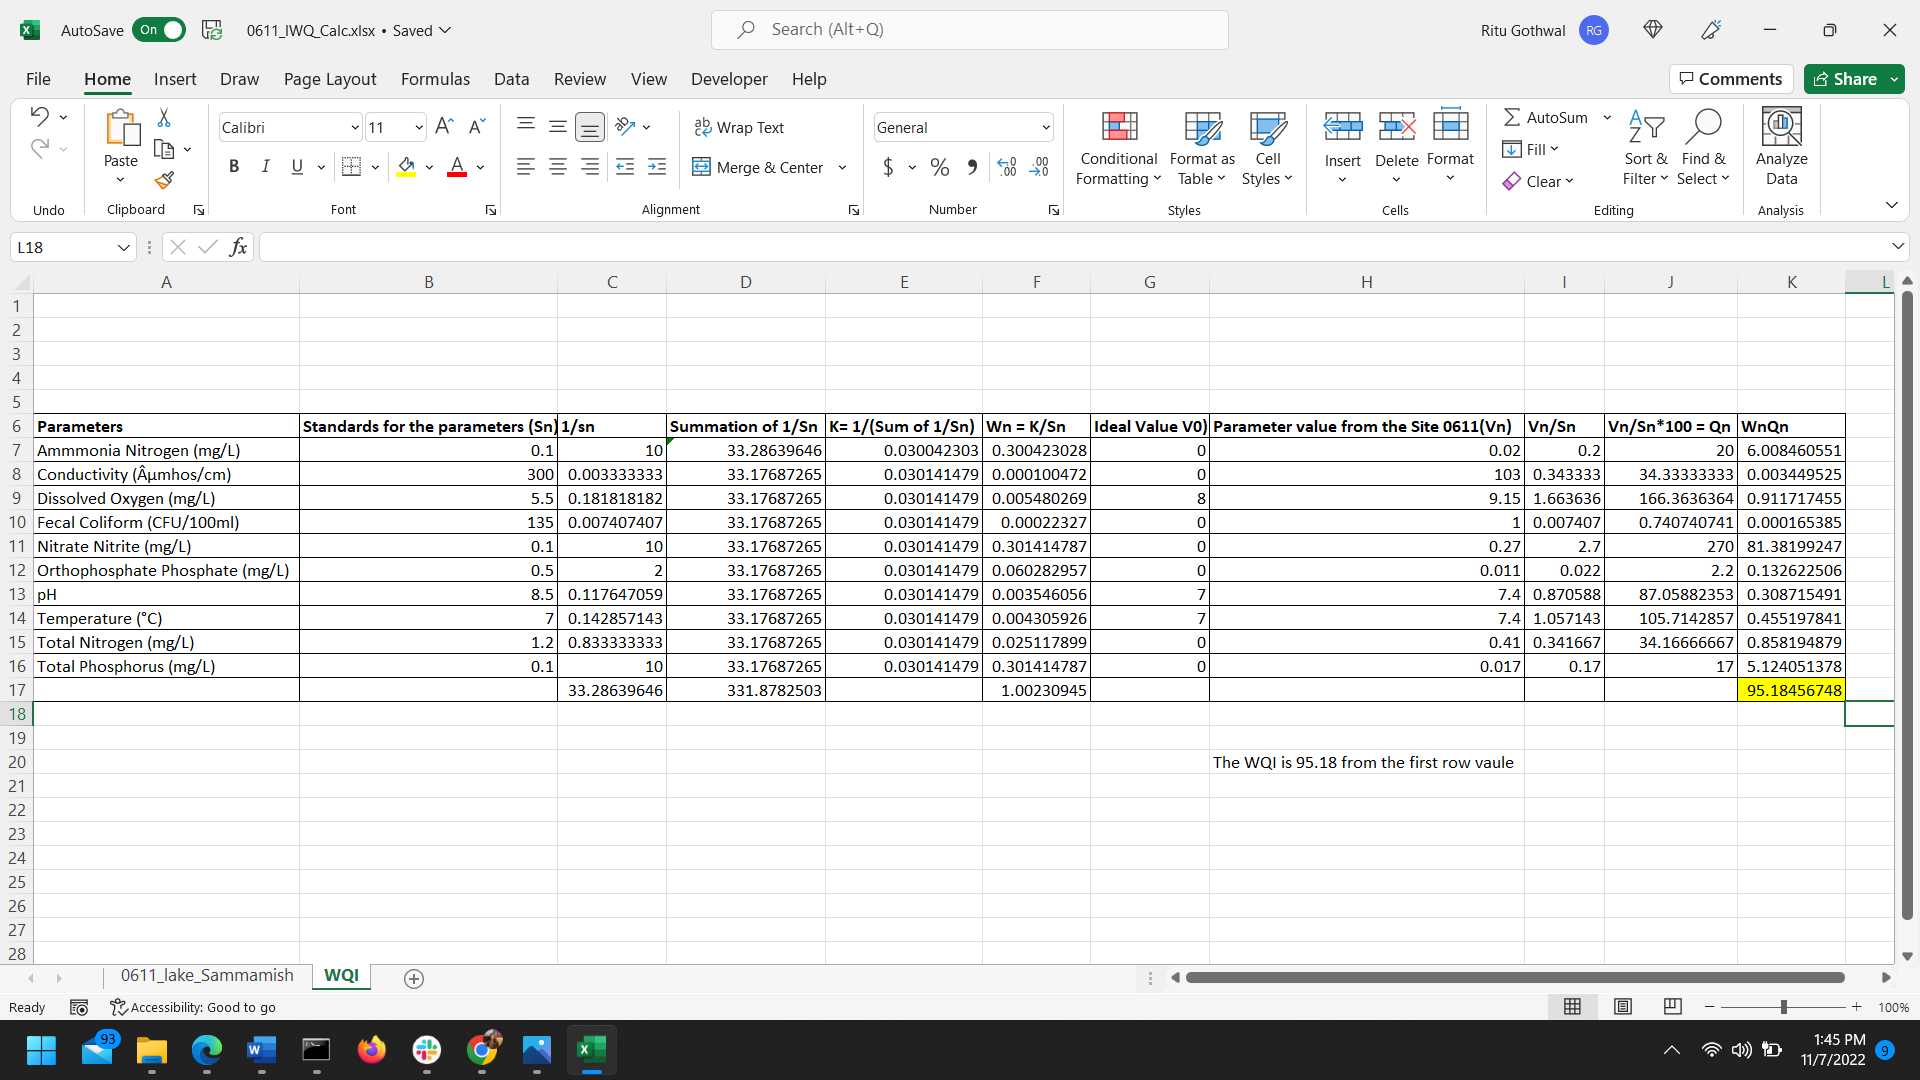 AutoSave On 0611_IWQ_Calc.xlsx • Saved Search (Alt+Q) Ritu Gothwal RG
File Home Insert Draw Page Layout Formulas Data Review View Developer Help Comments Share
Calibri 11 Wrap Text General AutoSum
Paste B I U Merge & Center $ % Conditional Formatting Format as Table Cell Styles Insert Delete Format Fill Clear Sort & Filter Find & Select Analyze Data
Undo Clipboard Font Alignment Number Styles Cells Editing Analysis
L18 fx
A B C D E F G H I J K L
1
2
3
4
5
6 Parameters Standards for the parameters (Sn) 1/sn Summation of 1/Sn K= 1/(Sum of 1/Sn) Wn = K/Sn Ideal Value V0) Parameter value from the Site 0611(Vn) Vn/Sn Vn/Sn*100 = Qn WnQn
7 Ammmonia Nitrogen (mg/L) 0.1 10 33.28639646 0.030042303 0.300423028 0 0.02 0.2 20 6.008460551
8 Conductivity (Âµmhos/cm) 300 0.003333333 33.17687265 0.030141479 0.000100472 0 103 0.343333 34.33333333 0.003449525
9 Dissolved Oxygen (mg/L) 5.5 0.181818182 33.17687265 0.030141479 0.005480269 8 9.15 1.663636 166.3636364 0.911717455
10 Fecal Coliform (CFU/100ml) 135 0.007407407 33.17687265 0.030141479 0.00022327 0 1 0.007407 0.740740741 0.000165385
11 Nitrate Nitrite (mg/L) 0.1 10 33.17687265 0.030141479 0.301414787 0 0.27 2.7 270 81.38199247
12 Orthophosphate Phosphate (mg/L) 0.5 2 33.17687265 0.030141479 0.060282957 0 0.011 0.022 2.2 0.132622506
13 pH 8.5 0.117647059 33.17687265 0.030141479 0.003546056 7 7.4 0.870588 87.05882353 0.308715491
14 Temperature (°C) 7 0.142857143 33.17687265 0.030141479 0.004305926 7 7.4 1.057143 105.7142857 0.455197841
15 Total Nitrogen (mg/L) 1.2 0.833333333 33.17687265 0.030141479 0.025117899 0 0.41 0.341667 34.16666667 0.858194879
16 Total Phosphorus (mg/L) 0.1 10 33.17687265 0.030141479 0.301414787 0 0.017 0.17 17 5.124051378
17 33.28639646 331.8782503 1.00230945 95.18456748
18
19
20 The WQI is 95.18 from the first row vaule
21
22
23
24
25
26
27
28
0611_lake_Sammamish WQI
Ready Accessibility: Good to go 100%
93 1:45 PM
11/7/2022 9